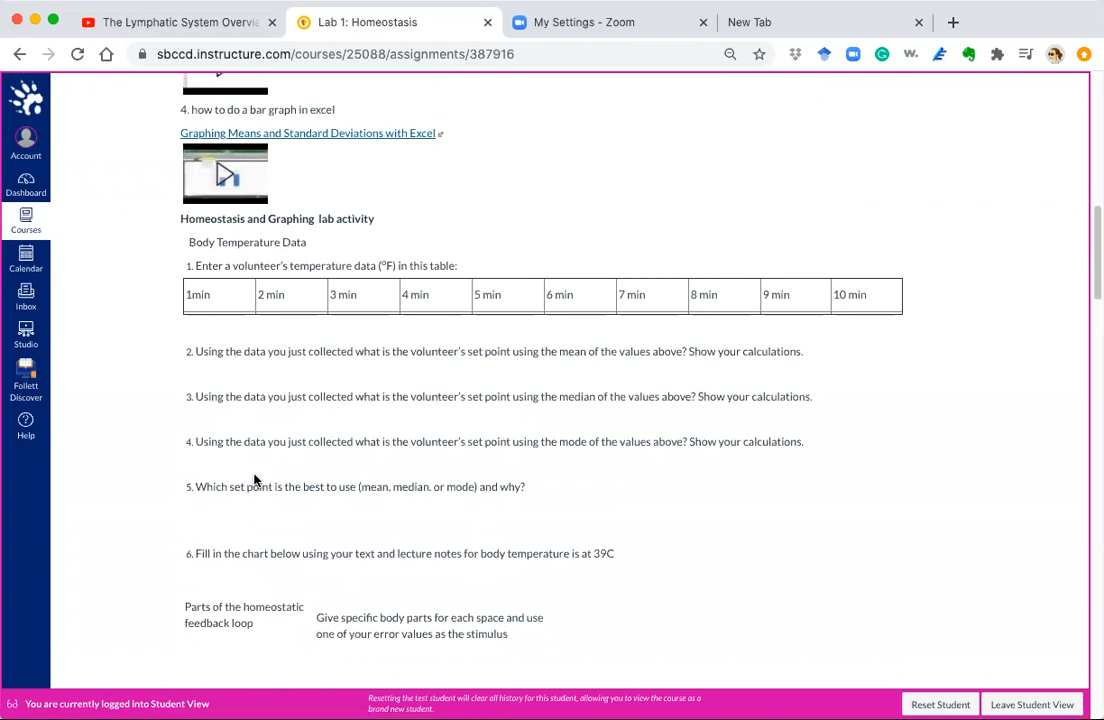 The Lymphatic System Overvi
Lab 1: Homeostasis
My Settings - Zoom
New Tab
sbccd.instructure.com/courses/25088/assignments/387916
Account
Dashboard
Courses
Calendar
Inbox
Studio
Follett
Discover
Help
4. how to do a bar graph in excel
Graphing Means and Standard Deviations with Excel
Homeostasis and Graphing lab activity
Body Temperature Data
1. Enter a volunteer's temperature data (°F) in this table:
1min 2 min 3 min 4 min 5 min 6 min 7 min 8 min 9 min 10 min
2. Using the data you just collected what is the volunteer's set point using the mean of the values above? Show your calculations.
3. Using the data you just collected what is the volunteer's set point using the median of the values above? Show your calculations.
4. Using the data you just collected what is the volunteer's set point using the mode of the values above? Show your calculations.
5. Which set point is the best to use (mean, median, or mode) and why?
6. Fill in the chart below using your text and lecture notes for body temperature is at 39C
Parts of the homeostatic
feedback loop
Give specific body parts for each space and use
one of your error values as the stimulus
You are currently logged into Student View
Resetting the test student will clear all history for this student, allowing you to view the course as a
brand new student.
Reset Student
Leave Student View